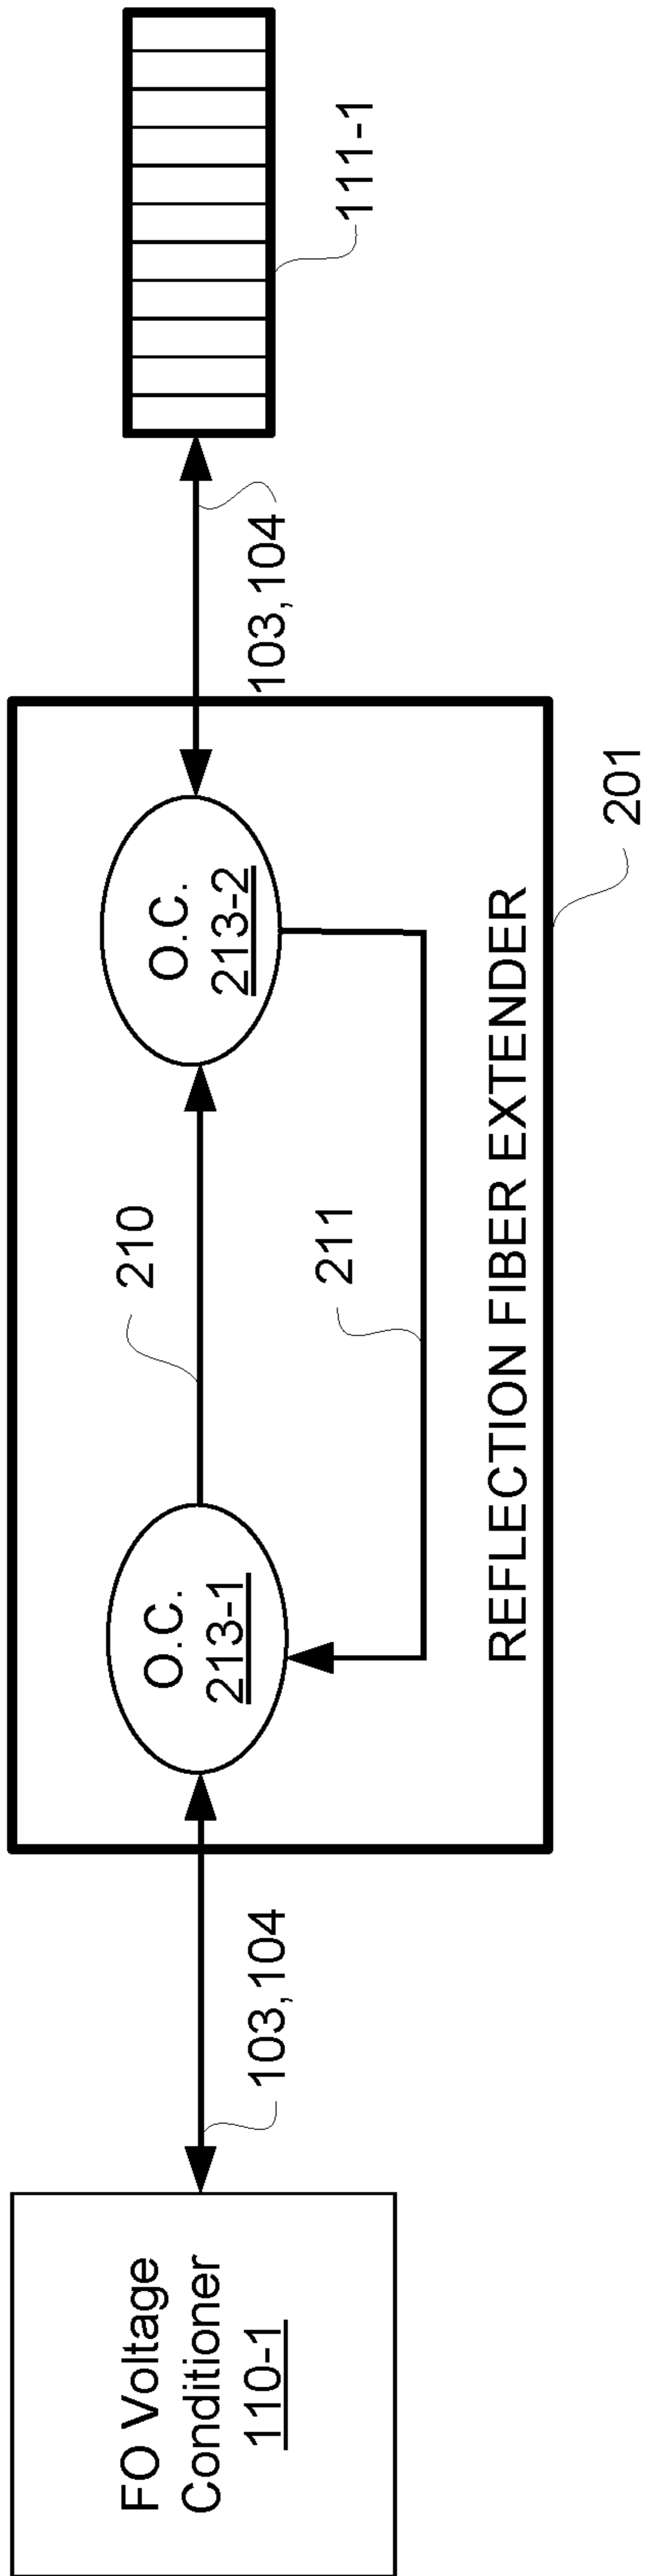 FO Voltage
Conditioner
110-1
103,104
O.C.
213-1
210
211
O.C.
213-2
REFLECTION FIBER EXTENDER
201
103,104
111-1